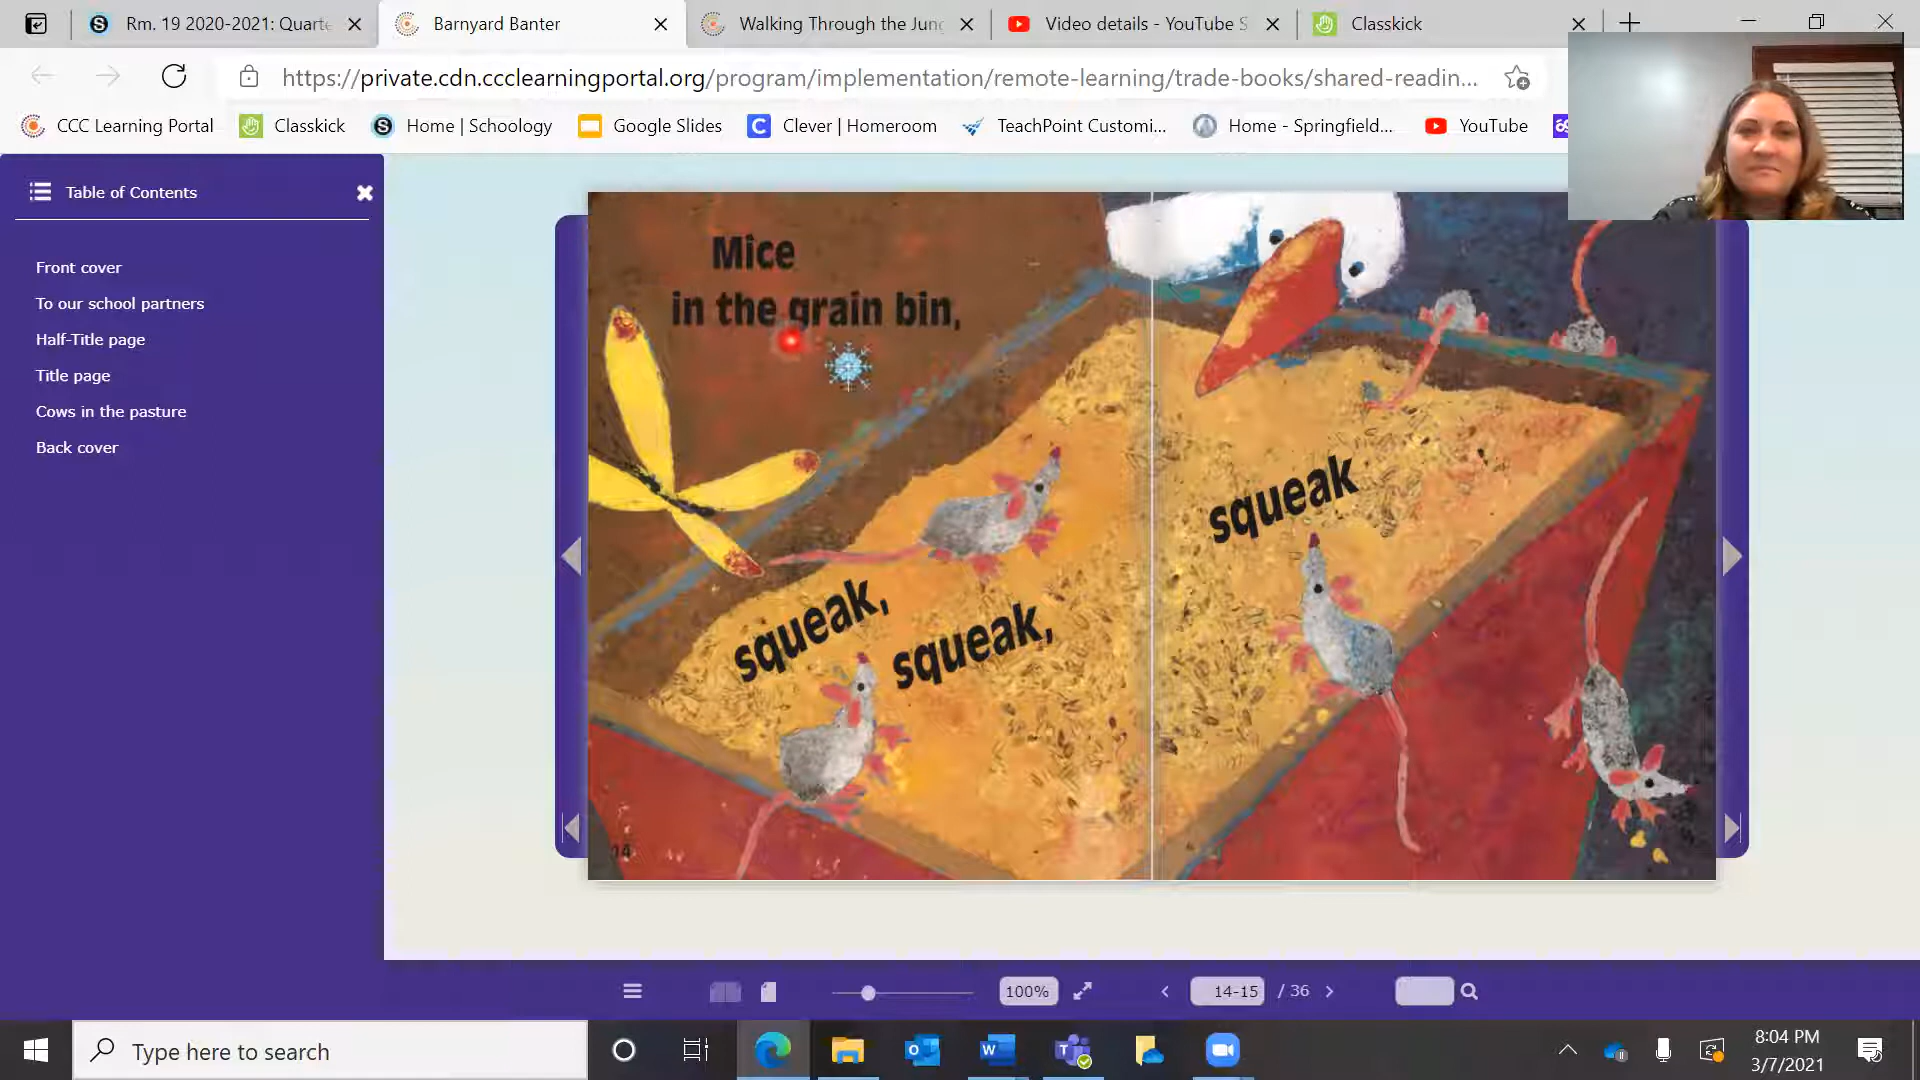 Rm. 19 2020-2021: Quarte
Barnyard Banter
Walking Through the Jung
Video details - YouTube S
Classkick
https://private.cdn.ccclearningportal.org/program/implementation/remote-learning/trade-books/shared-readin...
CCC Learning Portal
Classkick
Home | Schoology
Google Slides
Clever | Homeroom
TeachPoint Customi...
Home - Springfield...
YouTube
Table of Contents
Front cover
To our school partners
Half-Title page
Title page
Cows in the pasture
Back cover
Mice
in the grain bin,
squeak,
squeak,
squeak
14
100%
14-15 / 36
Type here to search
8:04 PM
3/7/2021